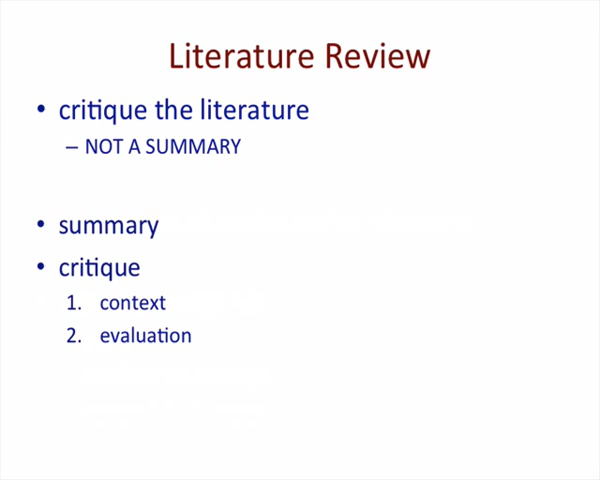 Literature Review
• critique the literature
– NOT A SUMMARY
• summary
• critique
1. context
2. evaluation